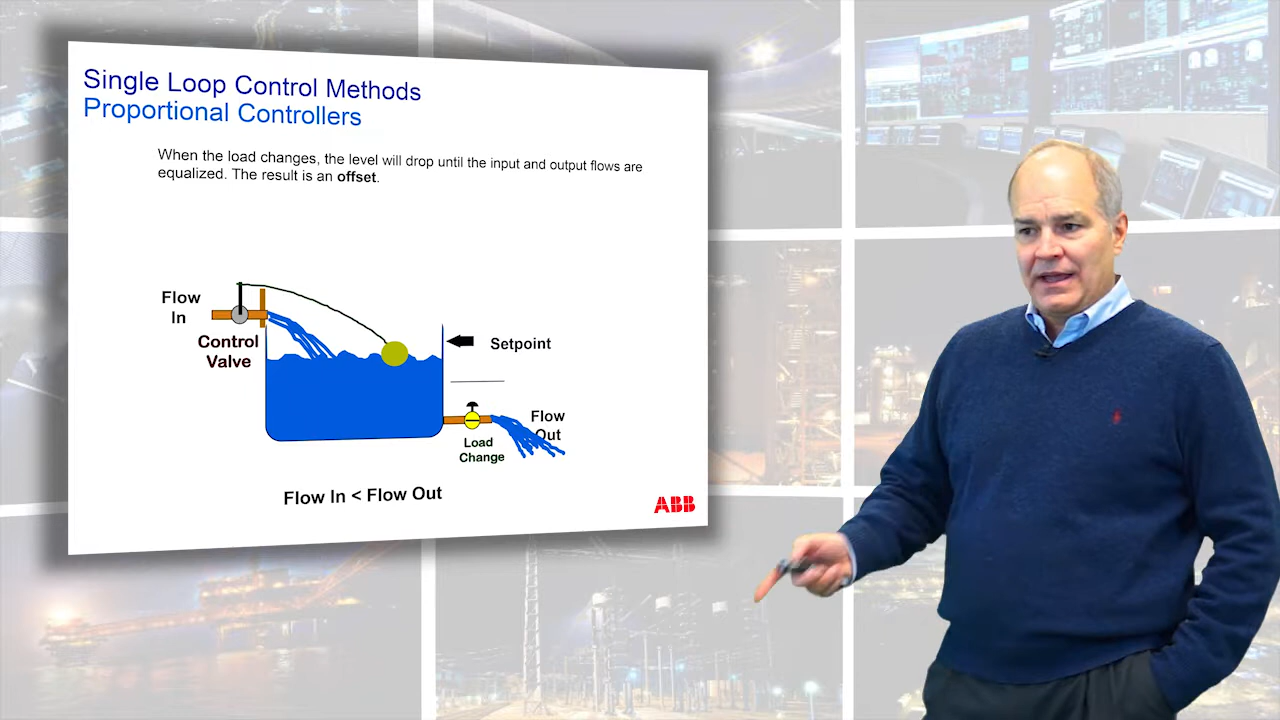 Single Loop Control Methods
Proportional Controllers
When the load changes, the level will drop until the input and output flows are
equalized. The result is an offset.
Flow
In
Control
Valve
Setpoint
Flow
Out
Load
Change
Flow In < Flow Out
ABB